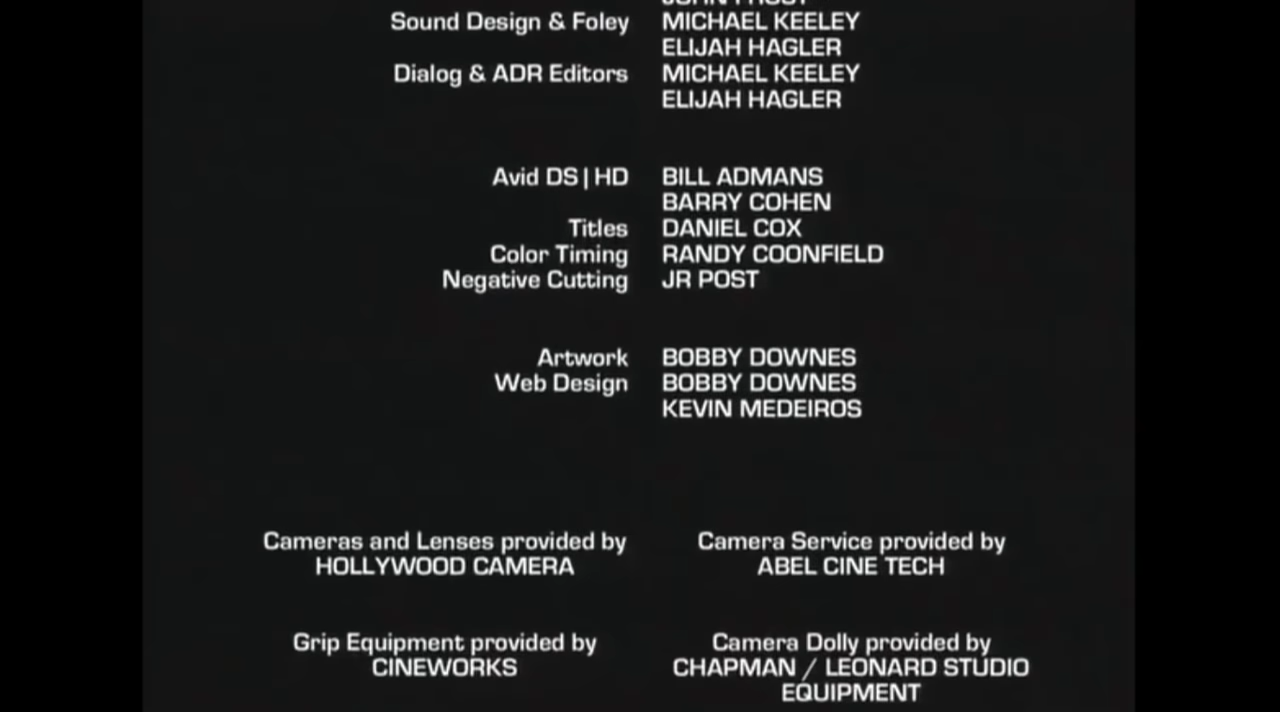 Sound Design & Foley MICHAEL KEELEY
ELIJAH HAGLER
Dialog & ADR Editors MICHAEL KEELEY
ELIJAH HAGLER
Avid DS|HD BILL ADMANS
BARRY COHEN
Titles DANIEL COX
Color Timing RANDY COONFIELD
Negative Cutting JR POST
Artwork BOBBY DOWNES
Web Design BOBBY DOWNES
KEVIN MEDEIROS
Cameras and Lenses provided by
HOLLYWOOD CAMERA
Camera Service provided by
ABEL CINE TECH
Grip Equipment provided by
CINEWORKS
Camera Dolly provided by
CHAPMAN / LEONARD STUDIO
EQUIPMENT